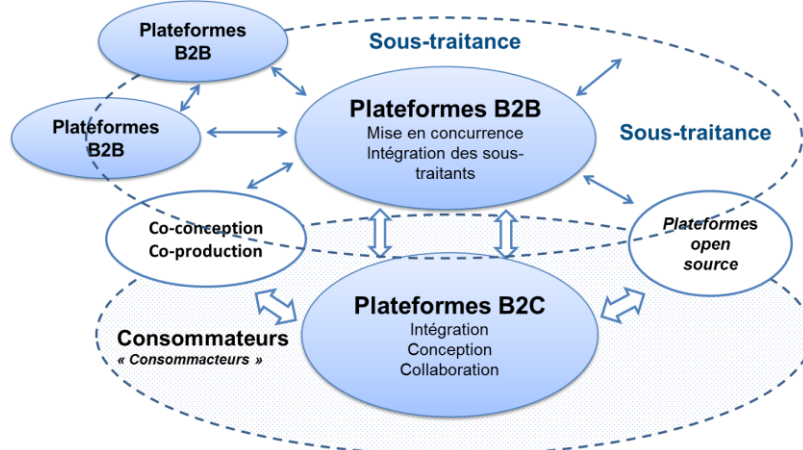 Plateformes
B2B
Sous-traitance
Plateformes B2B
Mise en concurrence
Intégration des sous-
traitants
Plateformes
B2B
Sous-traitance
Co-conception
Co-production
Plateformes
open
source
Plateformes B2C
Intégration
Conception
Collaboration
Consommateurs
« Consommacteurs »